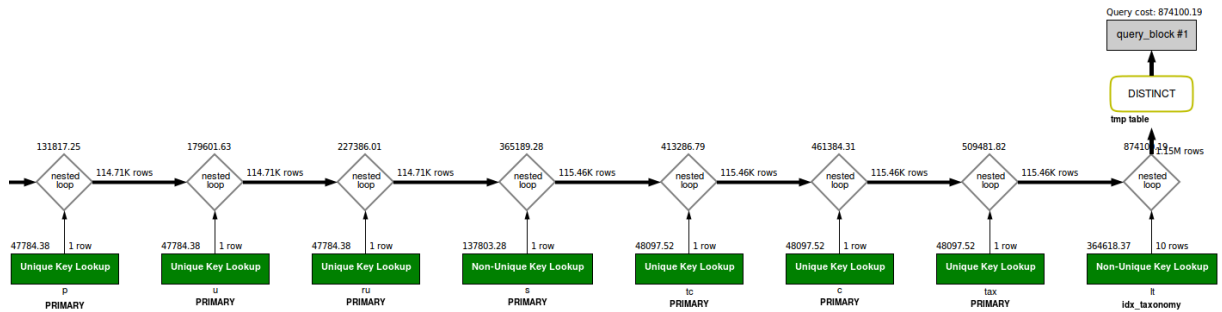 Query cost: 874100.19
query_block #1
DISTINCT
tmp table
131817.25
179601.63
227386.01
365189.28
413286.79
461384.31
509481.82
874100.19
1.15M rows
nested
loop
114.71K rows
nested
loop
114.71K rows
nested
loop
114.71K rows
nested
loop
115.46K rows
nested
loop
115.46K rows
nested
loop
115.46K rows
nested
loop
115.46K rows
nested
loop
47784.38 1 row
47784.38 1 row
47784.38 1 row
137803.28 1 row
48097.52 1 row
48097.52 1 row
48097.52 1 row
364618.37 10 rows
Unique Key Lookup
Unique Key Lookup
Unique Key Lookup
Non-Unique Key Lookup
Unique Key Lookup
Unique Key Lookup
Unique Key Lookup
Non-Unique Key Lookup
p
u
ru
s
tc
c
tax
lt
PRIMARY
PRIMARY
PRIMARY
PRIMARY
PRIMARY
PRIMARY
PRIMARY
idx_taxonomy